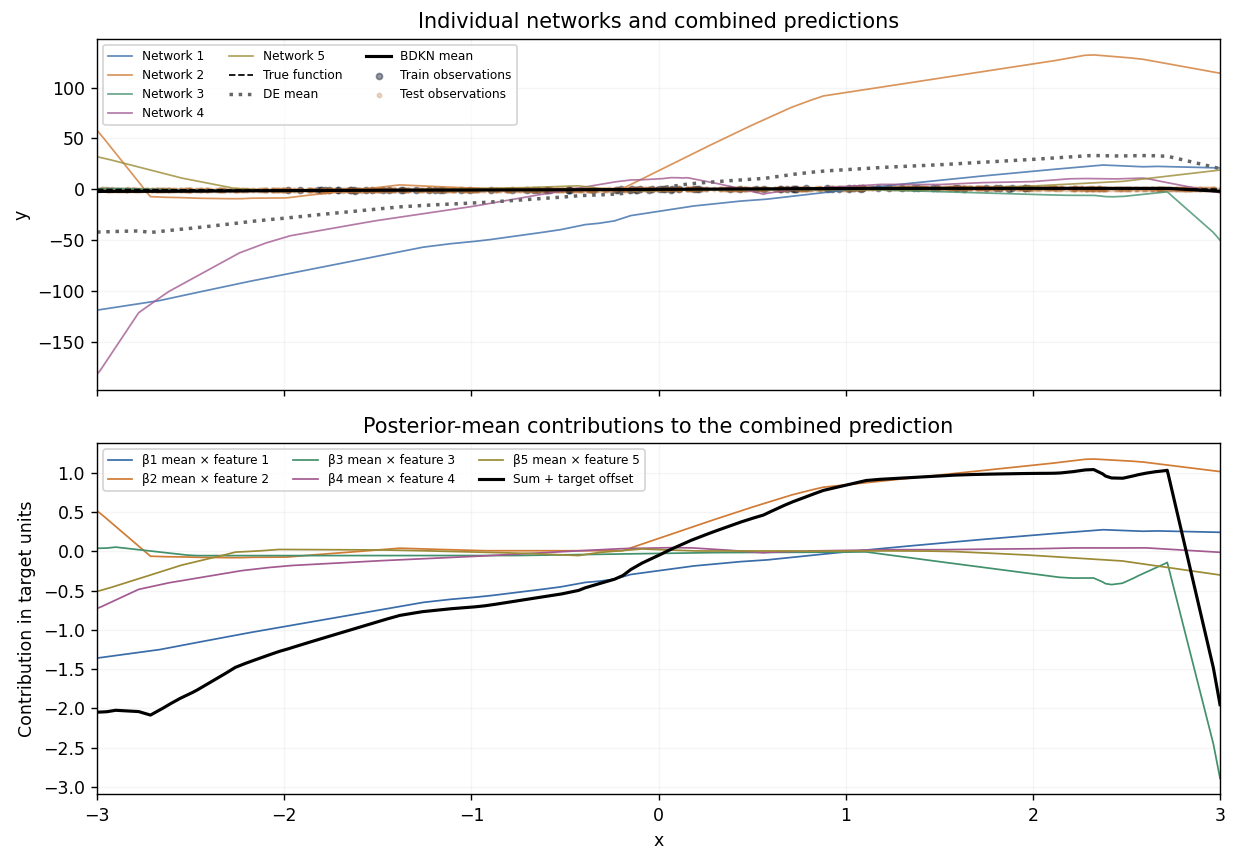 Individual networks and combined predictions
Network 1
Network 2
Network 3
Network 4
Network 5
True function
DE mean
BDKN mean
Train observations
Test observations
y
100
50
0
−50
−100
−150
Posterior-mean contributions to the combined prediction
β1 mean × feature 1
β2 mean × feature 2
β3 mean × feature 3
β4 mean × feature 4
β5 mean × feature 5
Sum + target offset
Contribution in target units
1.0
0.5
0.0
−0.5
−1.0
−1.5
−2.0
−2.5
−3.0
−3
−2
−1
0
1
2
3
x